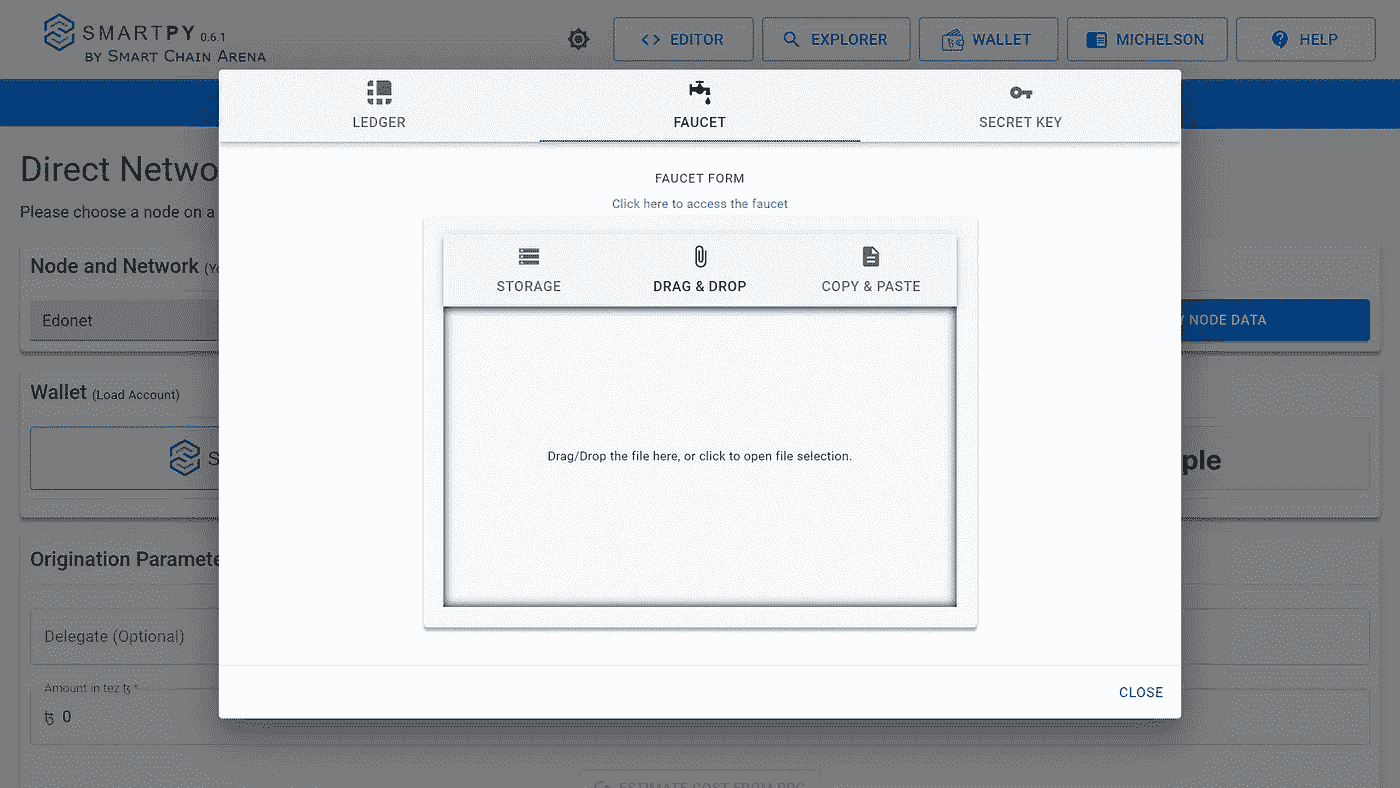 SMARTPY 0.6.1
BY SMART CHAIN ARENA
EDITOR
EXPLORER
WALLET
MICHELSON
HELP
LEDGER
FAUCET
SECRET KEY
Direct Netwo
Please choose a node on a
FAUCET FORM
Click here to access the faucet
Node and Network
Edonet
NODE DATA
STORAGE
DRAG & DROP
COPY & PASTE
Wallet (Load Account)
S
ple
Drag/Drop the file here, or click to open file selection.
Origination Paramete
Delegate (Optional)
Amount in tez ꜩ *
ꜩ 0
CLOSE
ESTIMATE COST FROM RPC